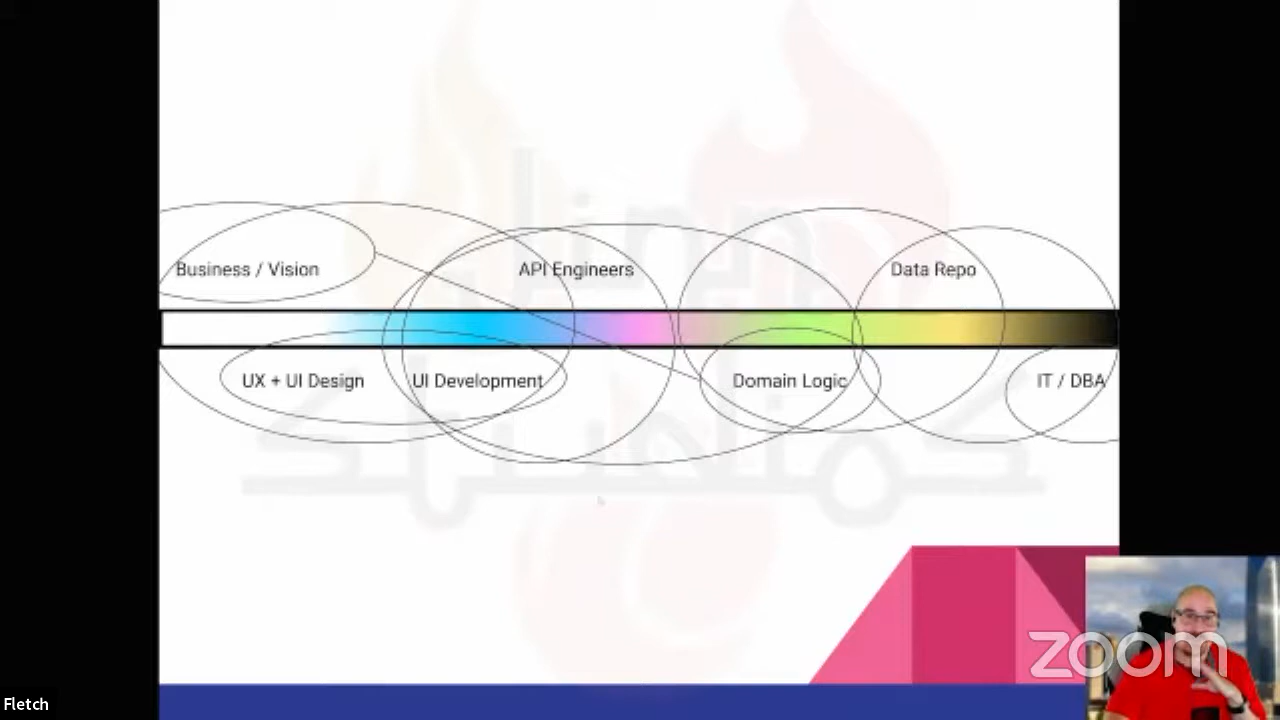 Business / Vision
API Engineers
Data Repo
UX + UI Design
UI Development
Domain Logic
IT / DBA
zoom
Fletch